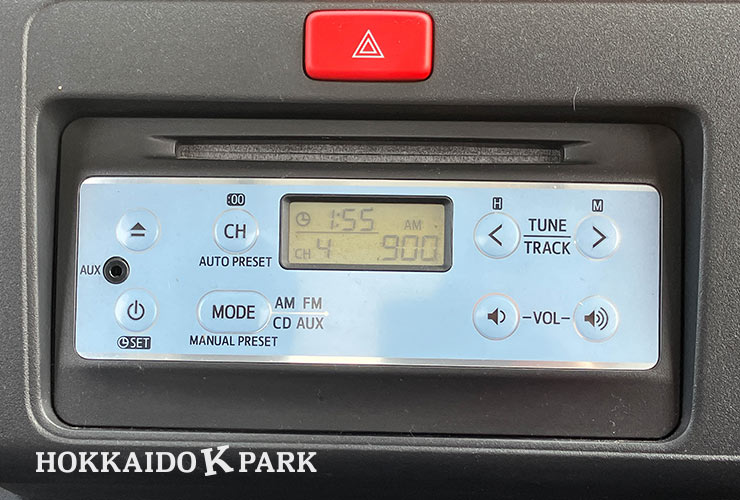 :00
CH
AUTO PRESET
1:55 AM
CH 4 900
H
M
TUNE
TRACK
AUX
SET
MODE
AM FM
CD AUX
MANUAL PRESET
-VOL-
HOKKAIDO K PARK